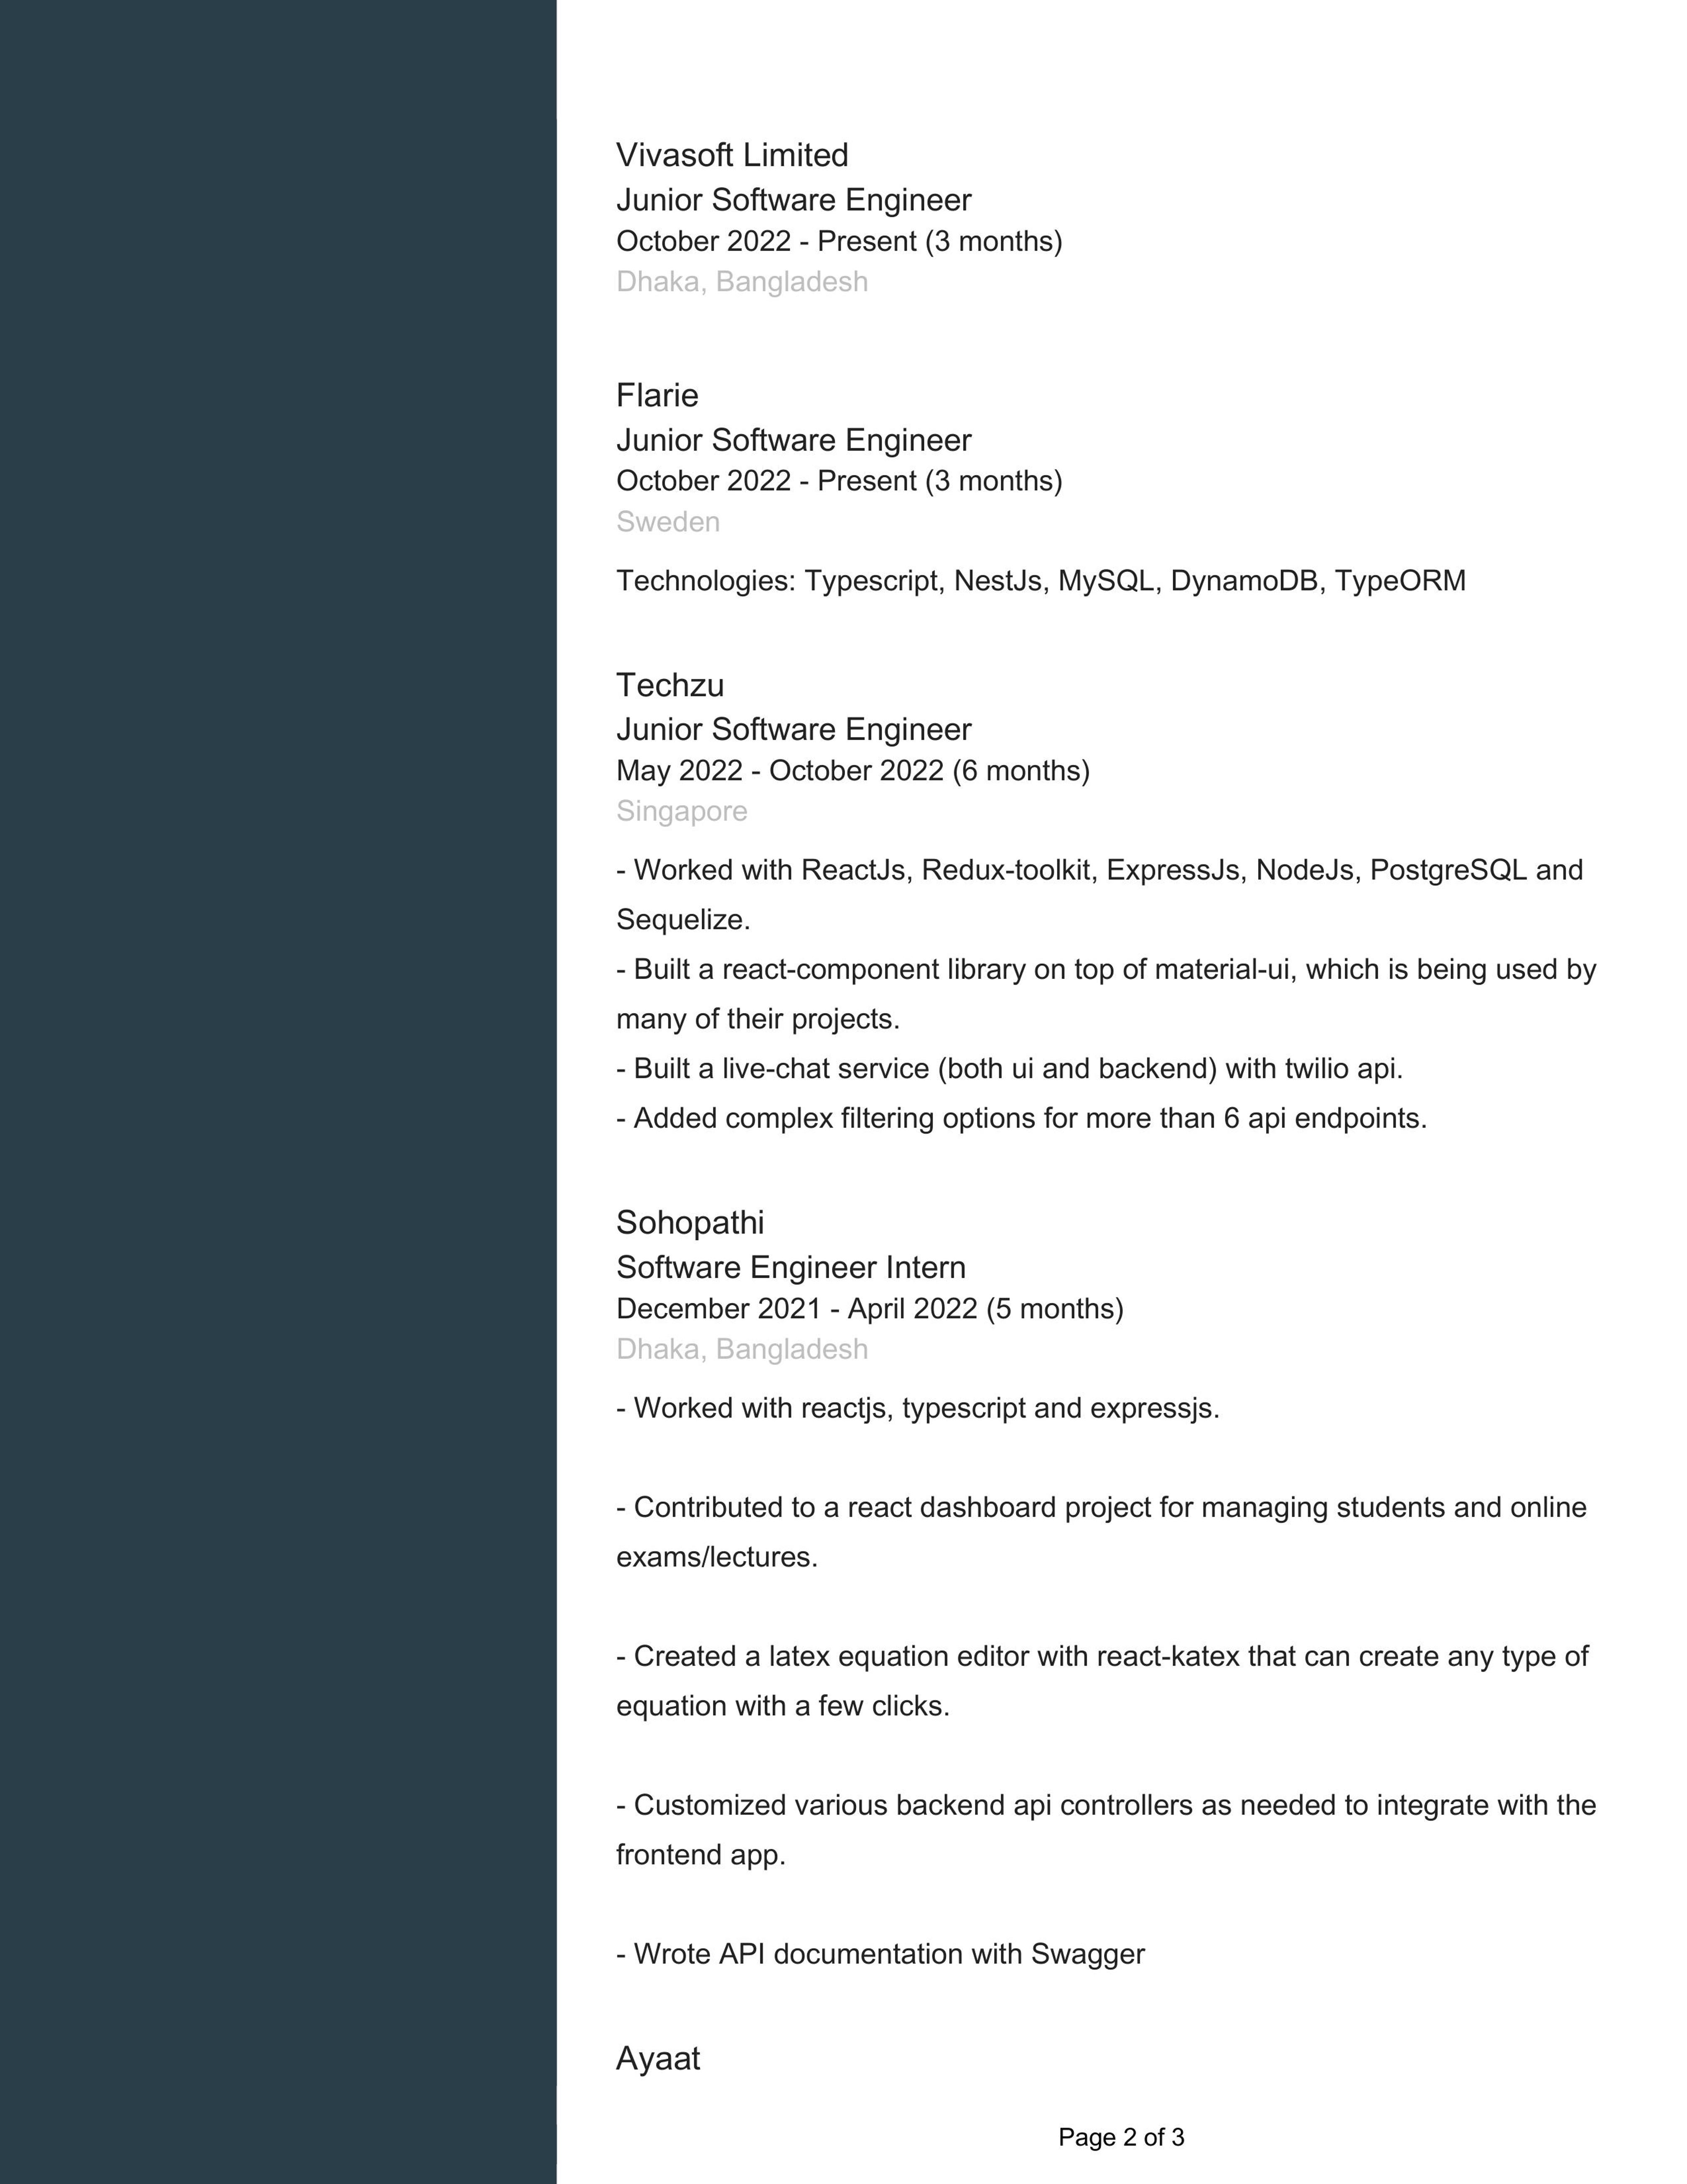 Vivasoft Limited
Junior Software Engineer
October 2022 - Present (3 months)
Dhaka, Bangladesh
Flarie
Junior Software Engineer
October 2022 - Present (3 months)
Sweden
Technologies: Typescript, NestJs, MySQL, DynamoDB, TypeORM
Techzu
Junior Software Engineer
May 2022 - October 2022 (6 months)
Singapore
- Worked with ReactJs, Redux-toolkit, ExpressJs, NodeJs, PostgreSQL and
Sequelize.
- Built a react-component library on top of material-ui, which is being used by
many of their projects.
- Built a live-chat service (both ui and backend) with twilio api.
- Added complex filtering options for more than 6 api endpoints.
Sohopathi
Software Engineer Intern
December 2021 - April 2022 (5 months)
Dhaka, Bangladesh
- Worked with reactjs, typescript and expressjs.
- Contributed to a react dashboard project for managing students and online
exams/lectures.
- Created a latex equation editor with react-katex that can create any type of
equation with a few clicks.
- Customized various backend api controllers as needed to integrate with the
frontend app.
- Wrote API documentation with Swagger
Ayaat
Page 2 of 3